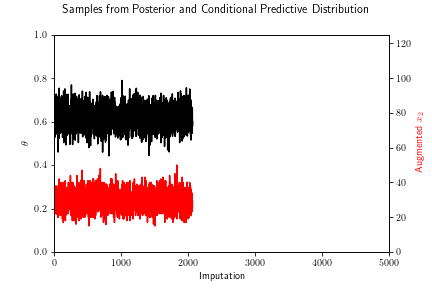 Samples from Posterior and Conditional Predictive Distribution
1.0
0.8
0.6
0.4
0.2
0.0
θ
120
100
80
60
40
20
0
Augmented x₂
0 1000 2000 3000 4000 5000
Imputation